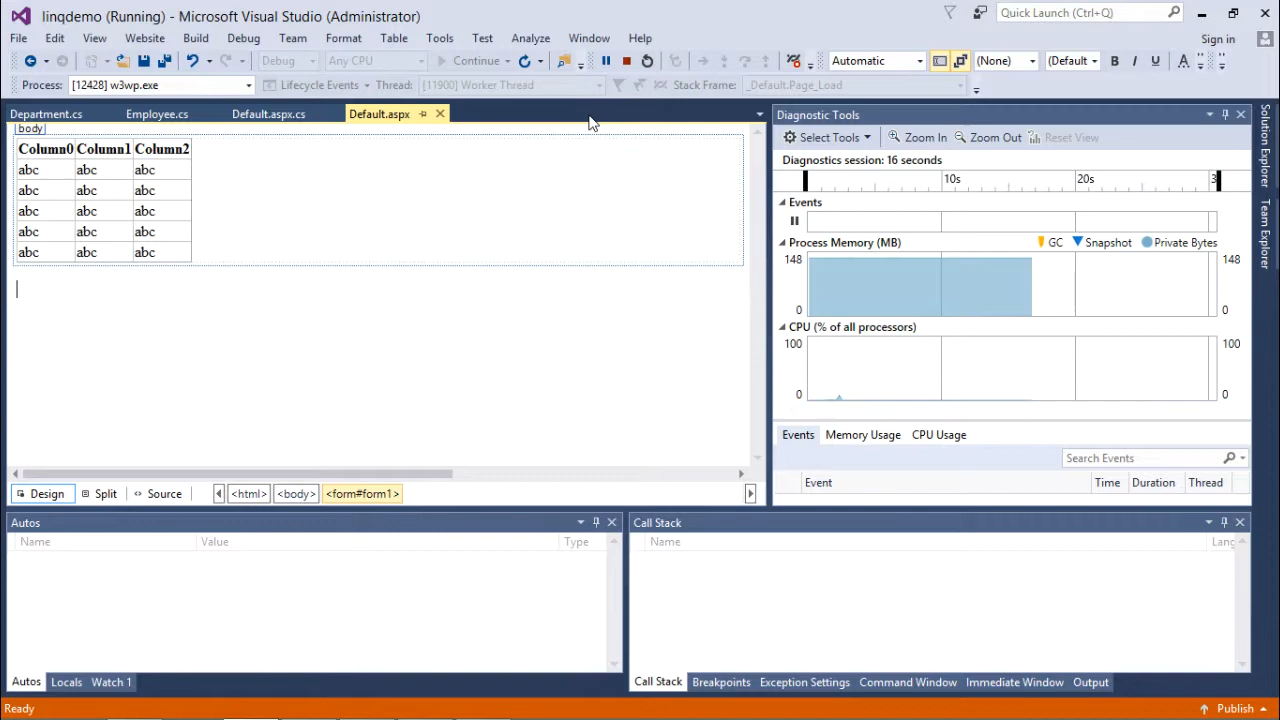 linqdemo (Running) - Microsoft Visual Studio (Administrator)
Quick Launch (Ctrl+Q)
File Edit View Website Build Debug Team Format Table Tools Test Analyze Window Help
Sign in
Debug Any CPU Continue Automatic (None) (Default B I U A
Process: [12428] w3wp.exe Lifecycle Events Thread: [11900] Worker Thread Stack Frame: _Default.Page_Load
Department.cs Employee.cs Default.aspx.cs Default.aspx
body
Column0 Column1 Column2
abc abc abc
abc abc abc
abc abc abc
abc abc abc
abc abc abc
Design Split Source <html> <body> <form#form1>
Diagnostic Tools
Select Tools Zoom In Zoom Out Reset View
Diagnostics session: 16 seconds
10s 20s 3
Events
Process Memory (MB) GC Snapshot Private Bytes
148 148
0 0
CPU (% of all processors)
100 100
0 0
Events Memory Usage CPU Usage
Search Events
Event Time Duration Thread
Solution Explorer
Team Explorer
Autos
Name Value Type
Autos Locals Watch 1
Call Stack
Name Lang
Call Stack Breakpoints Exception Settings Command Window Immediate Window Output
Ready
Publish